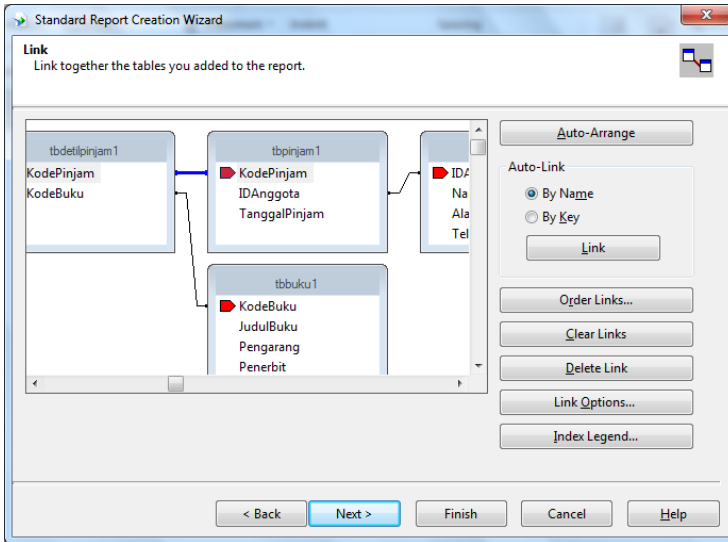 Standard Report Creation Wizard
Link
Link together the tables you added to the report.
tbdetilpinjam1
KodePinjam
KodeBuku
tbpinjam1
KodePinjam
IDAnggota
TanggalPinjam
IDA
Na
Ala
Tel
tbbuku1
KodeBuku
JudulBuku
Pengarang
Penerbit
Auto-Arrange
Auto-Link
By Name
By Key
Link
Order Links...
Clear Links
Delete Link
Link Options...
Index Legend...
< Back
Next >
Finish
Cancel
Help